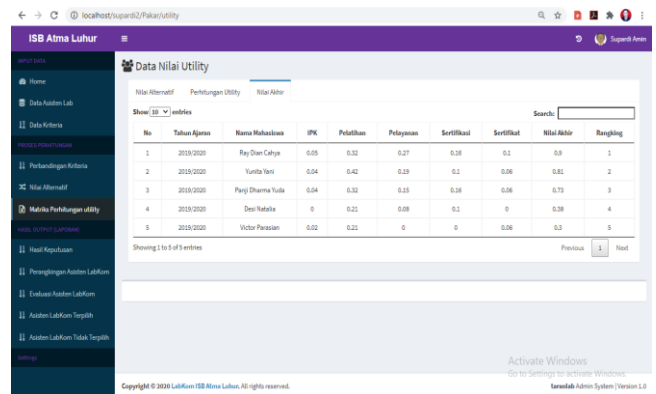 localhost/supardi2/Pakar/utility
ISB Atma Luhur
Supardi Amin
INPUT DATA
Home
Data Asisten Lab
Data Kriteria
PROSES PERHITUNGAN
Perbandingan Kriteria
Nilai Alternatif
Matriks Perhitungan utility
HASIL OUTPUT (LAPORAN)
Hasil Keputusan
Perangkingan Asisten LabKom
Evaluasi Asisten LabKom
Asisten LabKom Terpilih
Asisten LabKom Tidak Terpilih
Settings
Data Nilai Utility
Nilai Alternatif Perhitungan Utility Nilai Akhir
Show 10 entries Search:
No Tahun Ajaran Nama Mahasiswa IPK Pelatihan Pelayanan Sertifikasi Sertifikat Nilai Akhir Rangking
1 2019/2020 Ray Dian Cahya 0.05 0.32 0.27 0.16 0.1 0.9 1
2 2019/2020 Yunita Yani 0.04 0.42 0.19 0.1 0.06 0.81 2
3 2019/2020 Panji Dharma Yuda 0.04 0.32 0.15 0.16 0.06 0.73 3
4 2019/2020 Desi Natalia 0 0.21 0.08 0.1 0 0.38 4
5 2019/2020 Victor Parasian 0.02 0.21 0 0 0.06 0.3 5
Showing 1 to 5 of 5 entries Previous 1 Next
Activate Windows
Go to Settings to activate Windows.
Copyright © 2020 LabKom ISB Atma Luhur. All rights reserved. taroslab Admin System | Version 1.0